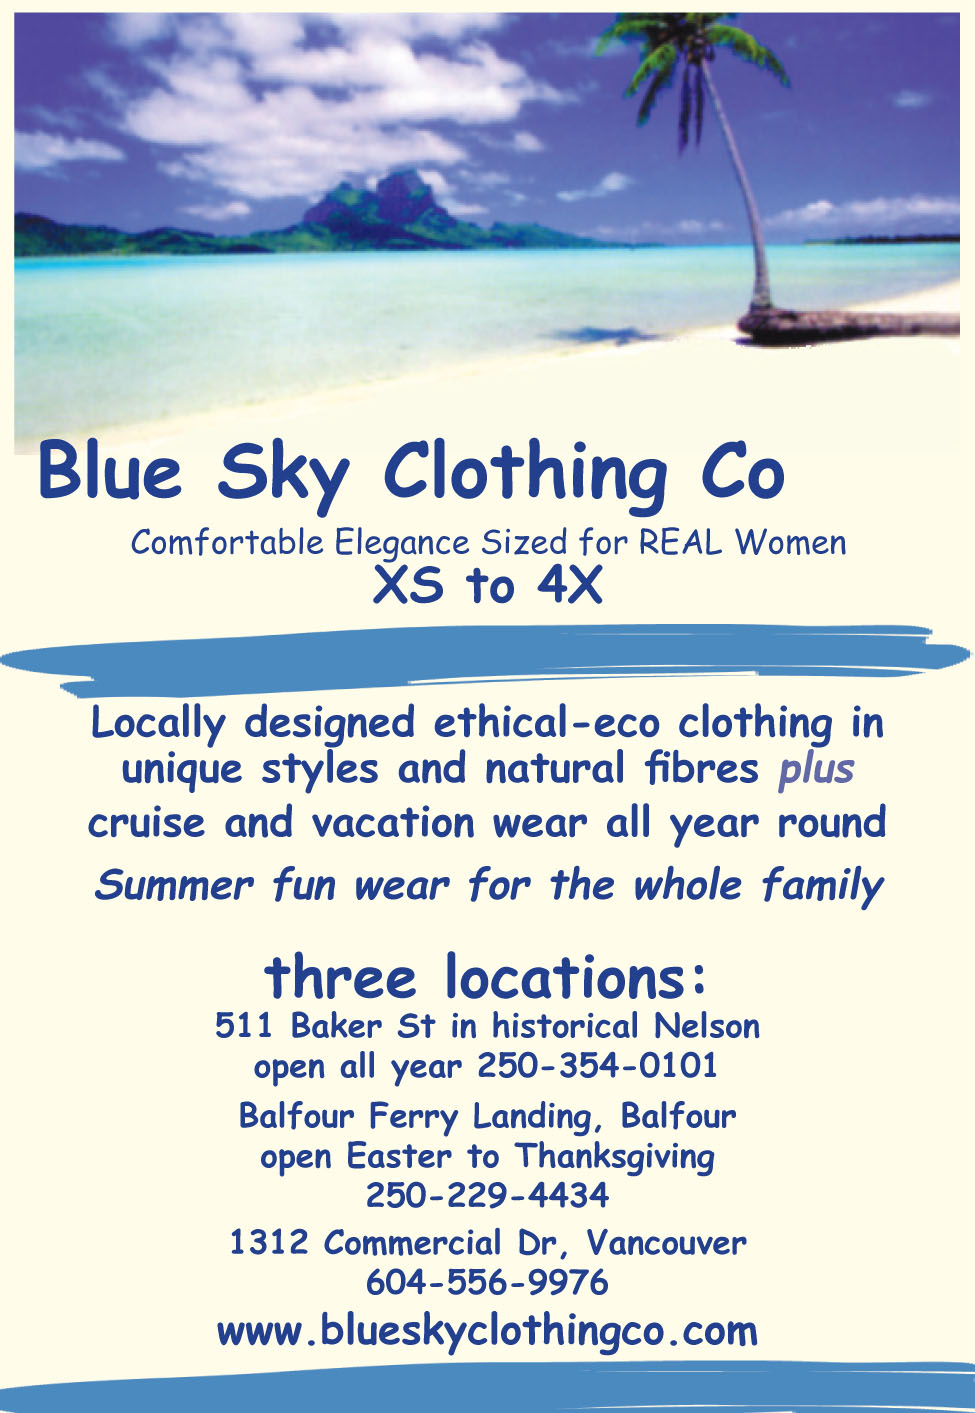 Blue Sky Clothing Co
Comfortable Elegance Sized for REAL Women
XS to 4X
Locally designed ethical-eco clothing in
unique styles and natural fibres plus
cruise and vacation wear all year round
Summer fun wear for the whole family
three locations:
511 Baker St in historical Nelson
open all year 250-354-0101
Balfour Ferry Landing, Balfour
open Easter to Thanksgiving
250-229-4434
1312 Commercial Dr, Vancouver
604-556-9976
www.blueskyclothingco.com